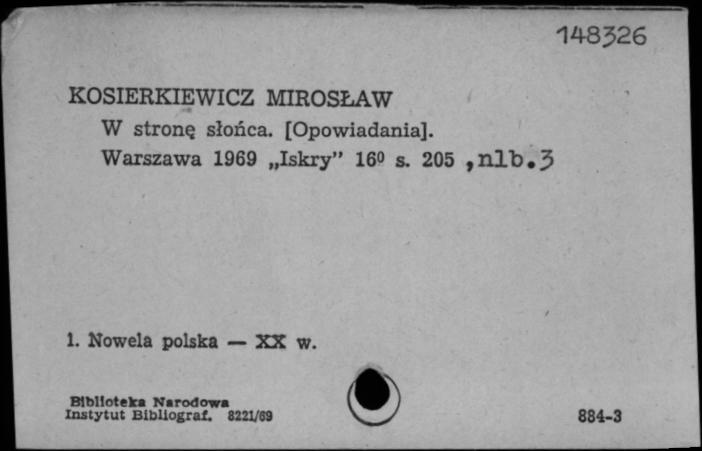 148326
KOSIERKIEWICZ MIROSŁAW
W stronę słońca. [Opowiadania].
Warszawa 1969 „Iskry” 16⁰ s. 205 ,nlb.3
1. Nowela polska — XX w.
Biblioteka Narodowa
Instytut Bibliograf. 8221/69
884-3